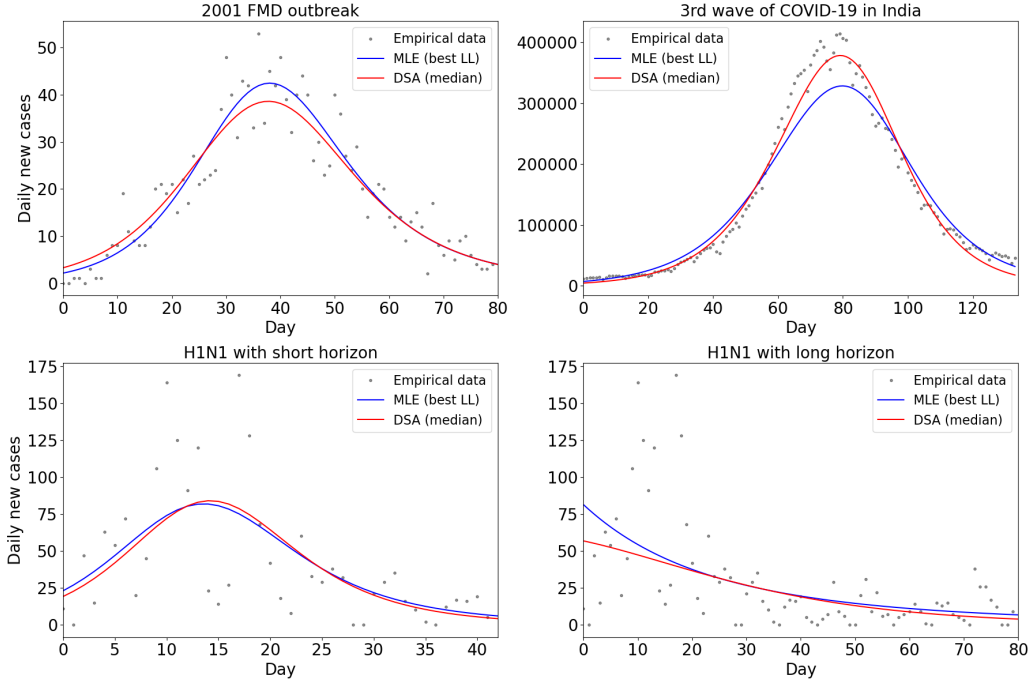 2001 FMD outbreak
Daily new cases
50
40
30
20
10
0
Empirical data
MLE (best LL)
DSA (median)
0 10 20 30 40 50 60 70 80
Day
3rd wave of COVID-19 in India
400000
300000
200000
100000
0
Empirical data
MLE (best LL)
DSA (median)
0 20 40 60 80 100 120
Day
H1N1 with short horizon
Daily new cases
175
150
125
100
75
50
25
0
Empirical data
MLE (best LL)
DSA (median)
0 10 20 30 40
Day
H1N1 with long horizon
175
150
125
100
75
50
25
0
Empirical data
MLE (best LL)
DSA (median)
0 10 20 30 40 50 60 70 80
Day